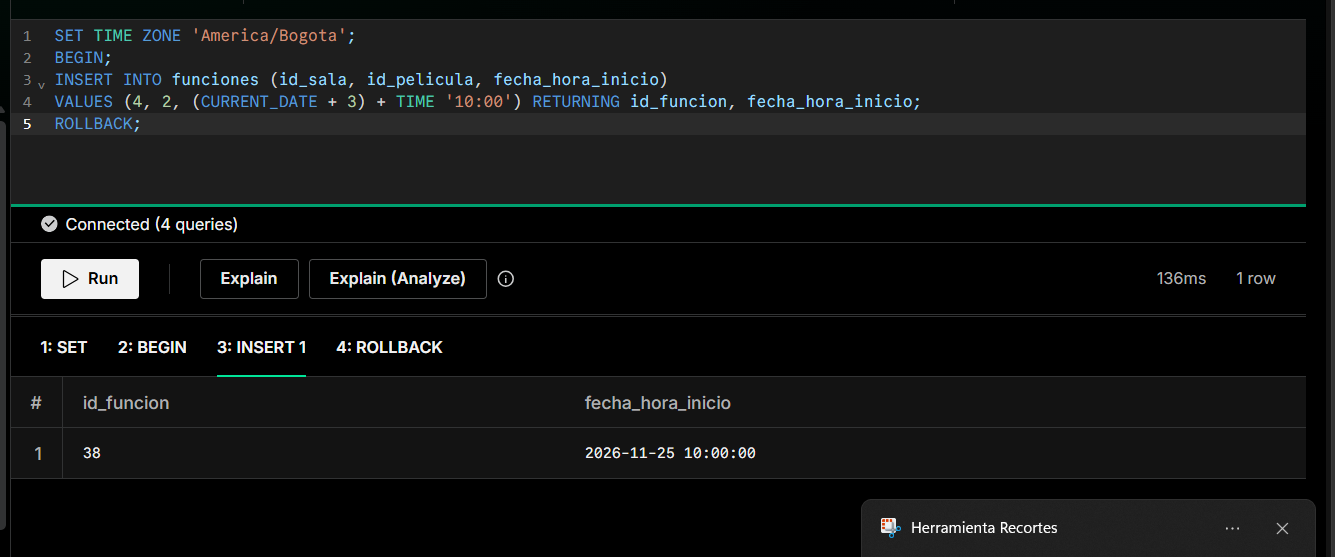 1 SET TIME ZONE 'America/Bogota';
2 BEGIN;
3 INSERT INTO funciones (id_sala, id_pelicula, fecha_hora_inicio)
4 VALUES (4, 2, (CURRENT_DATE + 3) + TIME '10:00') RETURNING id_funcion, fecha_hora_inicio;
5 ROLLBACK;
Connected (4 queries)
Run Explain Explain (Analyze) 136ms 1 row
1: SET 2: BEGIN 3: INSERT 1 4: ROLLBACK
# id_funcion fecha_hora_inicio
1 38 2026-11-25 10:00:00
Herramienta Recortes